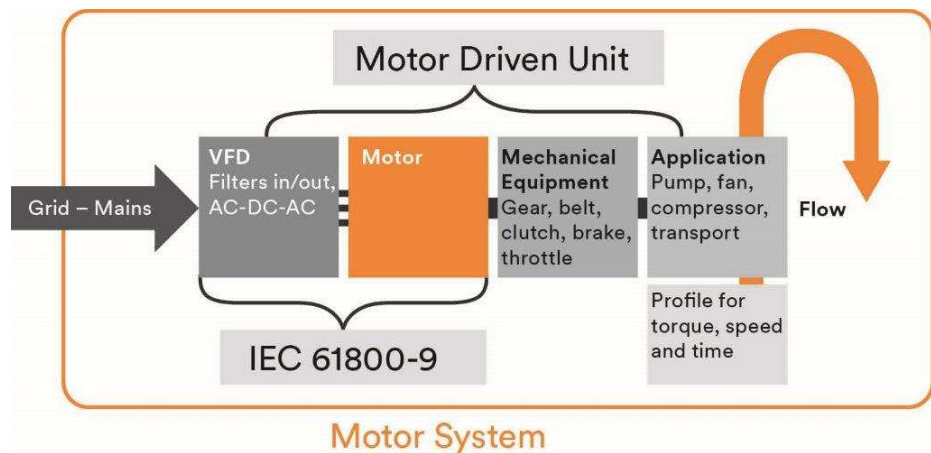 Motor Driven Unit
VFD
Filters in/out,
AC-DC-AC
Motor
Mechanical
Equipment
Gear, belt,
clutch, brake,
throttle
Application
Pump, fan,
compressor,
transport
Grid – Mains
Flow
Profile for
torque, speed
and time
IEC 61800-9
Motor System